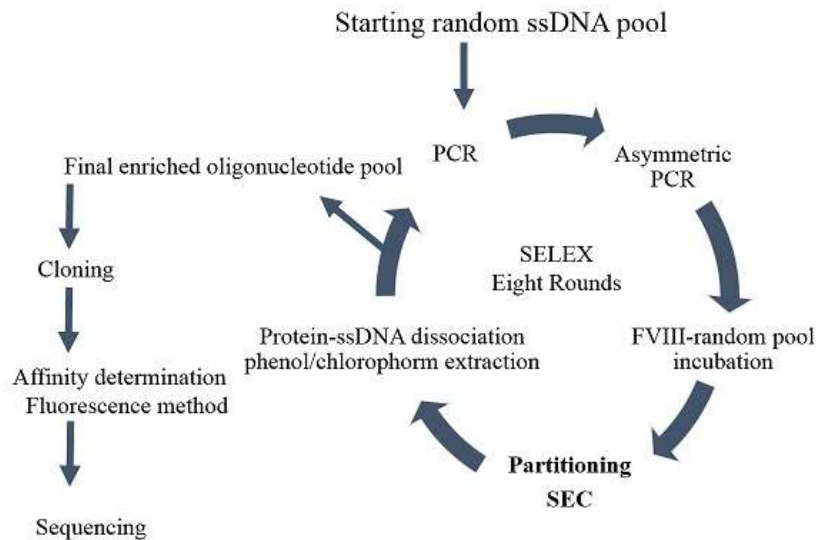 Starting random ssDNA pool
PCR
Asymmetric
PCR
FVIII-random pool
incubation
Partitioning
SEC
Protein-ssDNA dissociation
phenol/chlorophorm extraction
SELEX
Eight Rounds
Final enriched oligonucleotide pool
Cloning
Affinity determination
Fluorescence method
Sequencing